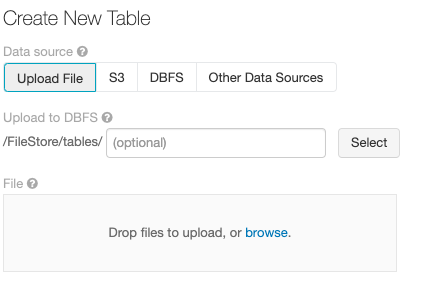 Create New Table
Data source ?
Upload File S3 DBFS Other Data Sources
Upload to DBFS ?
/FileStore/tables/ (optional) Select
File ?
Drop files to upload, or browse.